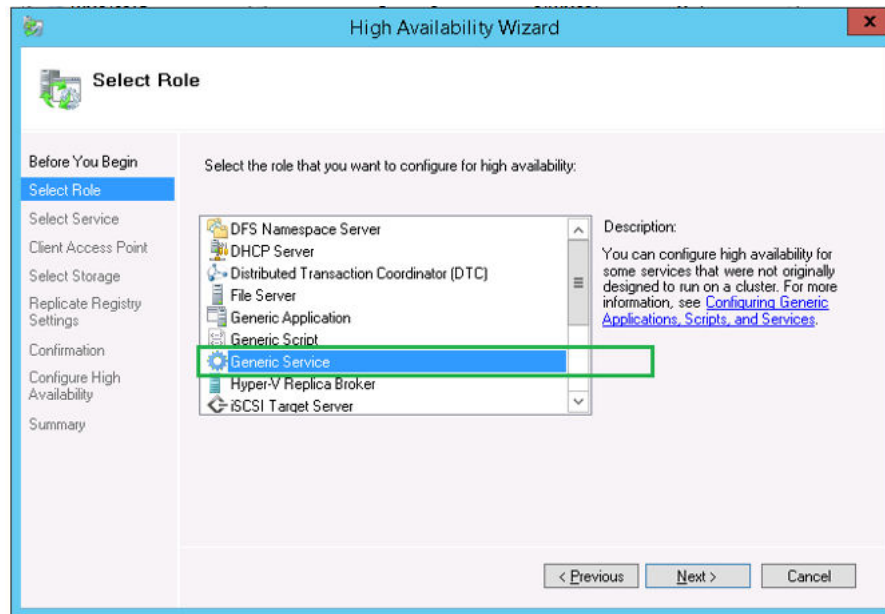 High Availability Wizard
x
Select Role
Before You Begin
Select Role
Select Service
Client Access Point
Select Storage
Replicate Registry
Settings
Confirmation
Configure High
Availability
Summary
Select the role that you want to configure for high availability:
DFS Namespace Server
DHCP Server
Distributed Transaction Coordinator (DTC)
File Server
Generic Application
Generic Script
Generic Service
Hyper-V Replica Broker
iSCSI Target Server
Description:
You can configure high availability for
some services that were not originally
designed to run on a cluster. For more
information, see Configuring Generic
Applications, Scripts, and Services.
< Previous
Next >
Cancel